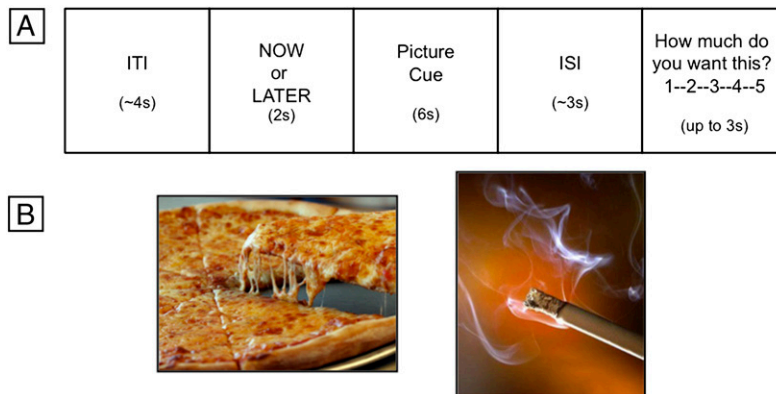 A
ITI
(~4s)
NOW
or
LATER
(2s)
Picture
Cue
(6s)
ISI
(~3s)
How much do
you want this?
1--2--3--4--5
(up to 3s)
B